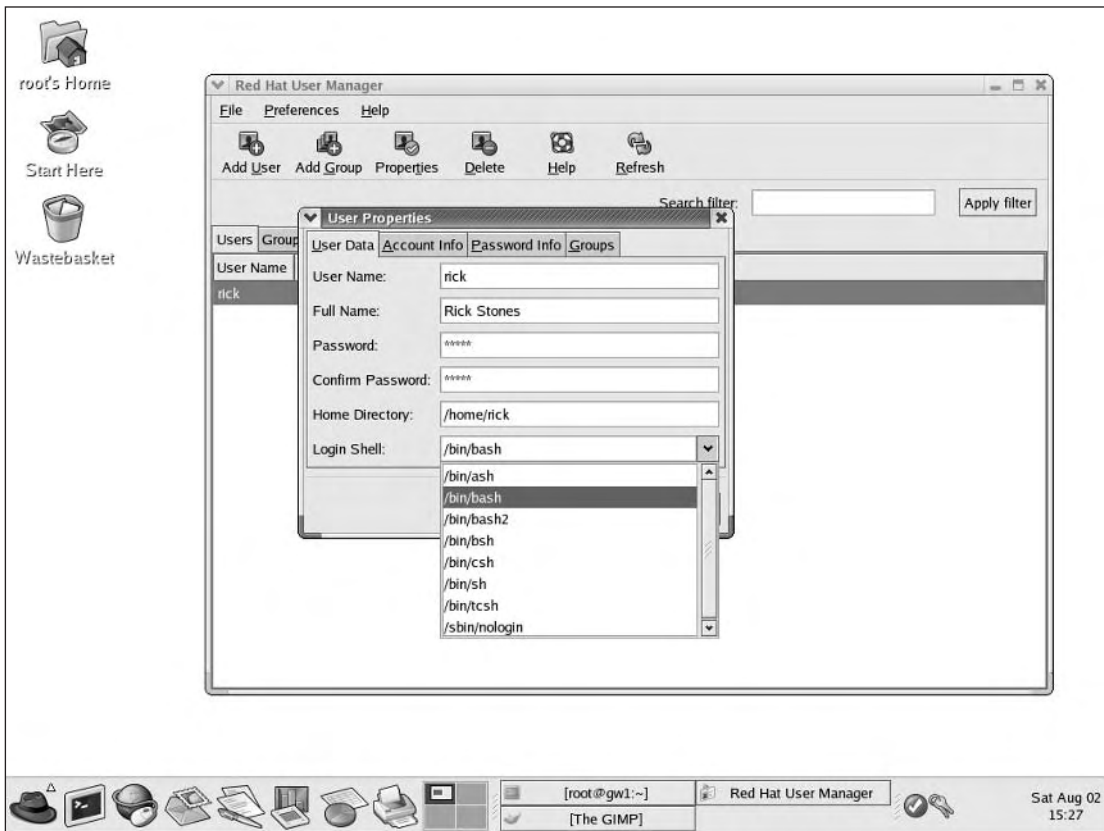 root's Home
Start Here
Wastebasket
Red Hat User Manager
File Preferences Help
Add User Add Group Properties Delete Help Refresh
Search filter: Apply filter
Users Group
User Name
rick
User Properties
User Data Account Info Password Info Groups
User Name: rick
Full Name: Rick Stones
Password: *****
Confirm Password: *****
Home Directory: /home/rick
Login Shell: /bin/bash
/bin/ash
/bin/bash
/bin/bash2
/bin/bsh
/bin/csh
/bin/sh
/bin/tcsh
/sbin/nologin
[root@gw1:~] Red Hat User Manager
[The GIMP]
Sat Aug 02
15:27